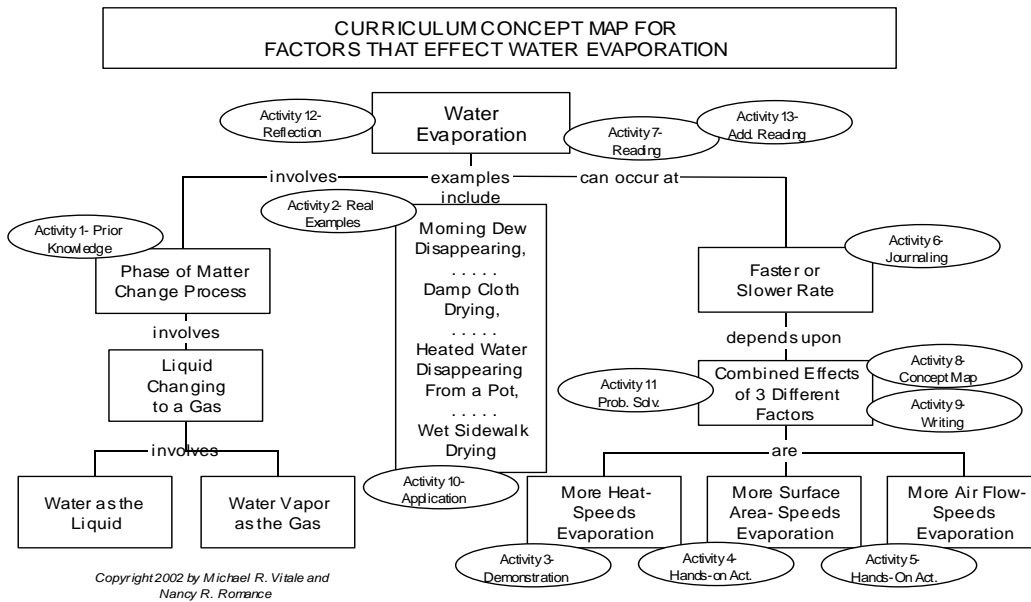 CURRICULUM CONCEPT MAP FOR
FACTORS THAT EFFECT WATER EVAPORATION
Water
Evaporation
Activity 12-
Reflection
Activity 7-
Reading
Activity 13-
Add. Reading
involves
examples
include
can occur at
Activity 1- Prior
Knowledge
Phase of Matter
Change Process
involves
Liquid
Changing
to a Gas
involves
Water as the
Liquid
Water Vapor
as the Gas
Activity 2- Real
Examples
Morning Dew
Disappearing,
. . . . .
Damp Cloth
Drying,
. . . . .
Heated Water
Disappearing
From a Pot,
. . . . .
Wet Sidewalk
Drying
Activity 10-
Application
Activity 6-
Journaling
Faster or
Slower Rate
depends upon
Activity 11
Prob. Solv.
Combined Effects
of 3 Different
Factors
Activity 8-
Concept Map
Activity 9-
Writing
are
More Heat-
Speeds
Evaporation
More Surface
Area- Speeds
Evaporation
More Air Flow-
Speeds
Evaporation
Activity 3-
Demonstration
Activity 4-
Hands-on Act.
Activity 5-
Hands-On Act.
Copyright 2002 by Michael R. Vitale and
Nancy R. Romance